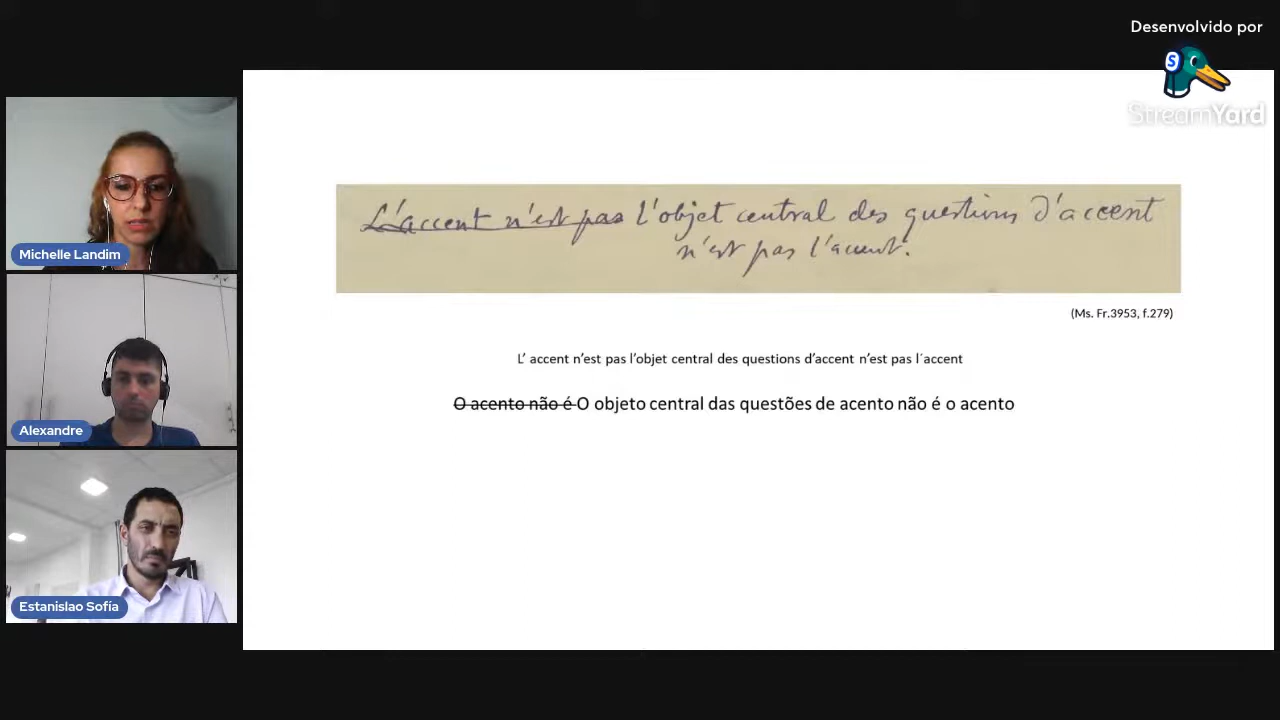 Desenvolvido por
S
StreamYard
L'accent n'est pas l'objet central des questions d'accent
n'est pas l'accent.
(Ms. Fr.3953, f.279)
L' accent n'est pas l'objet central des questions d'accent n'est pas l´accent
O acento não é O objeto central das questões de acento não é o acento
Michelle Landim
Alexandre
Estanislao Sofía